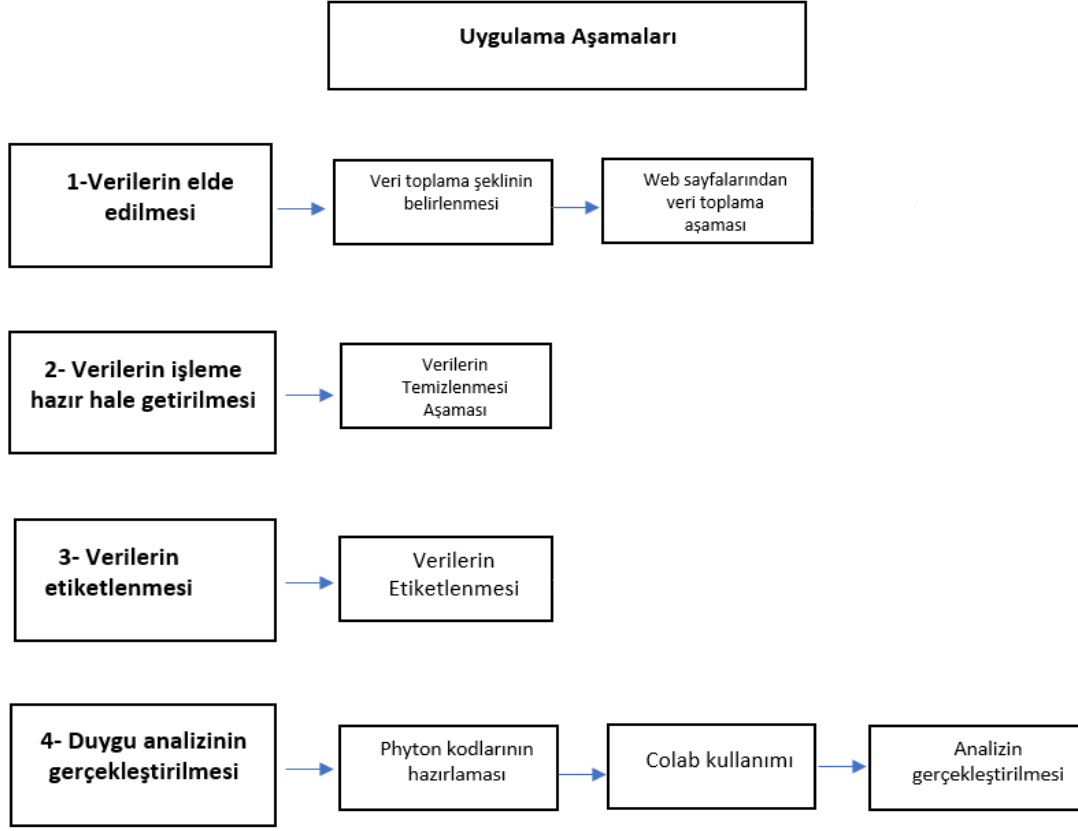 Uygulama Aşamaları
1-Verilerin elde
edilmesi
Veri toplama şeklinin
belirlenmesi
Web sayfalarından
veri toplama
aşaması
2- Verilerin işleme
hazır hale getirilmesi
Verilerin
Temizlenmesi
Aşaması
3- Verilerin
etiketlenmesi
Verilerin
Etiketlenmesi
4- Duygu analizinin
gerçekleştirilmesi
Phyton kodlarının
hazırlaması
Colab kullanımı
Analizin
gerçekleştirilmesi